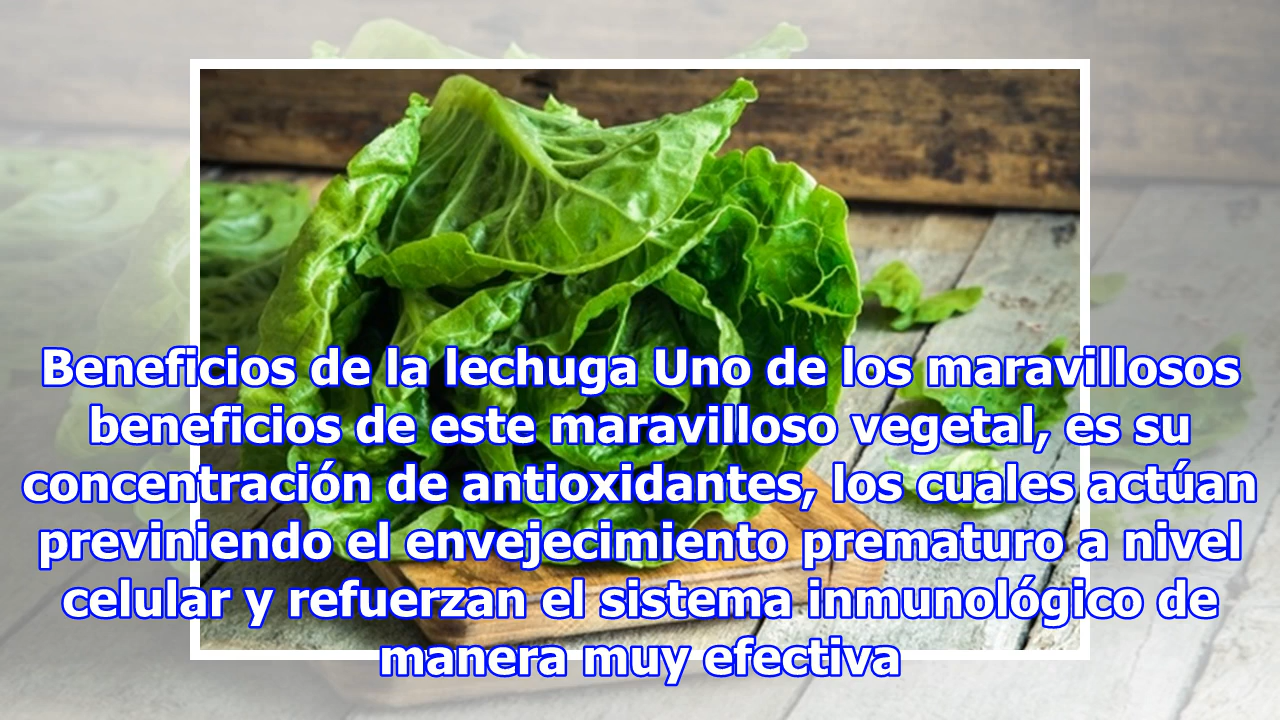 Beneficios de la lechuga Uno de los maravillosos
beneficios de este maravilloso vegetal, es su
concentración de antioxidantes, los cuales actúan
previniendo el envejecimiento prematuro a nivel
celular y refuerzan el sistema inmunológico de
manera muy efectiva